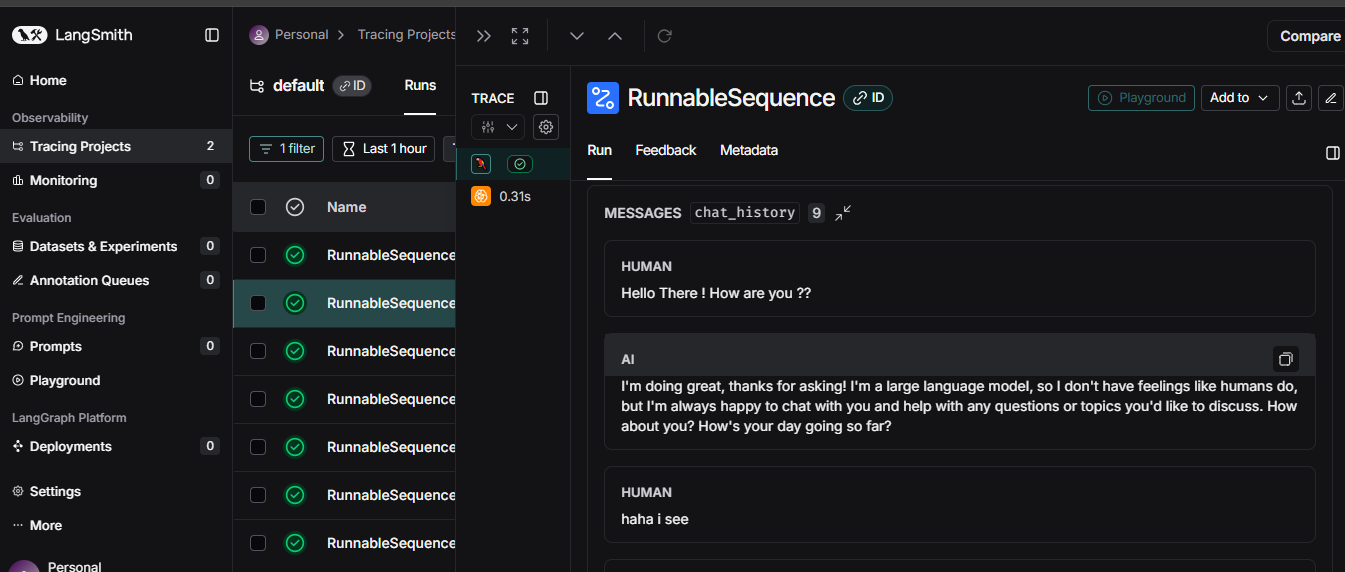 LangSmith
Home
Observability
Tracing Projects 2
Monitoring 0
Evaluation
Datasets & Experiments 0
Annotation Queues 0
Prompt Engineering
Prompts 0
Playground
LangGraph Platform
Deployments 0
Settings
More
Personal
Personal > Tracing Projects
default ID Runs
1 filter Last 1 hour
Name
RunnableSequence
RunnableSequence
RunnableSequence
RunnableSequence
RunnableSequence
RunnableSequence
RunnableSequence
Compare
TRACE
0.31s
RunnableSequence ID
Playground Add to
Run Feedback Metadata
MESSAGES chat_history 9
HUMAN
Hello There ! How are you ??
AI
I'm doing great, thanks for asking! I'm a large language model, so I don't have feelings like humans do,
but I'm always happy to chat with you and help with any questions or topics you'd like to discuss. How
about you? How's your day going so far?
HUMAN
haha i see